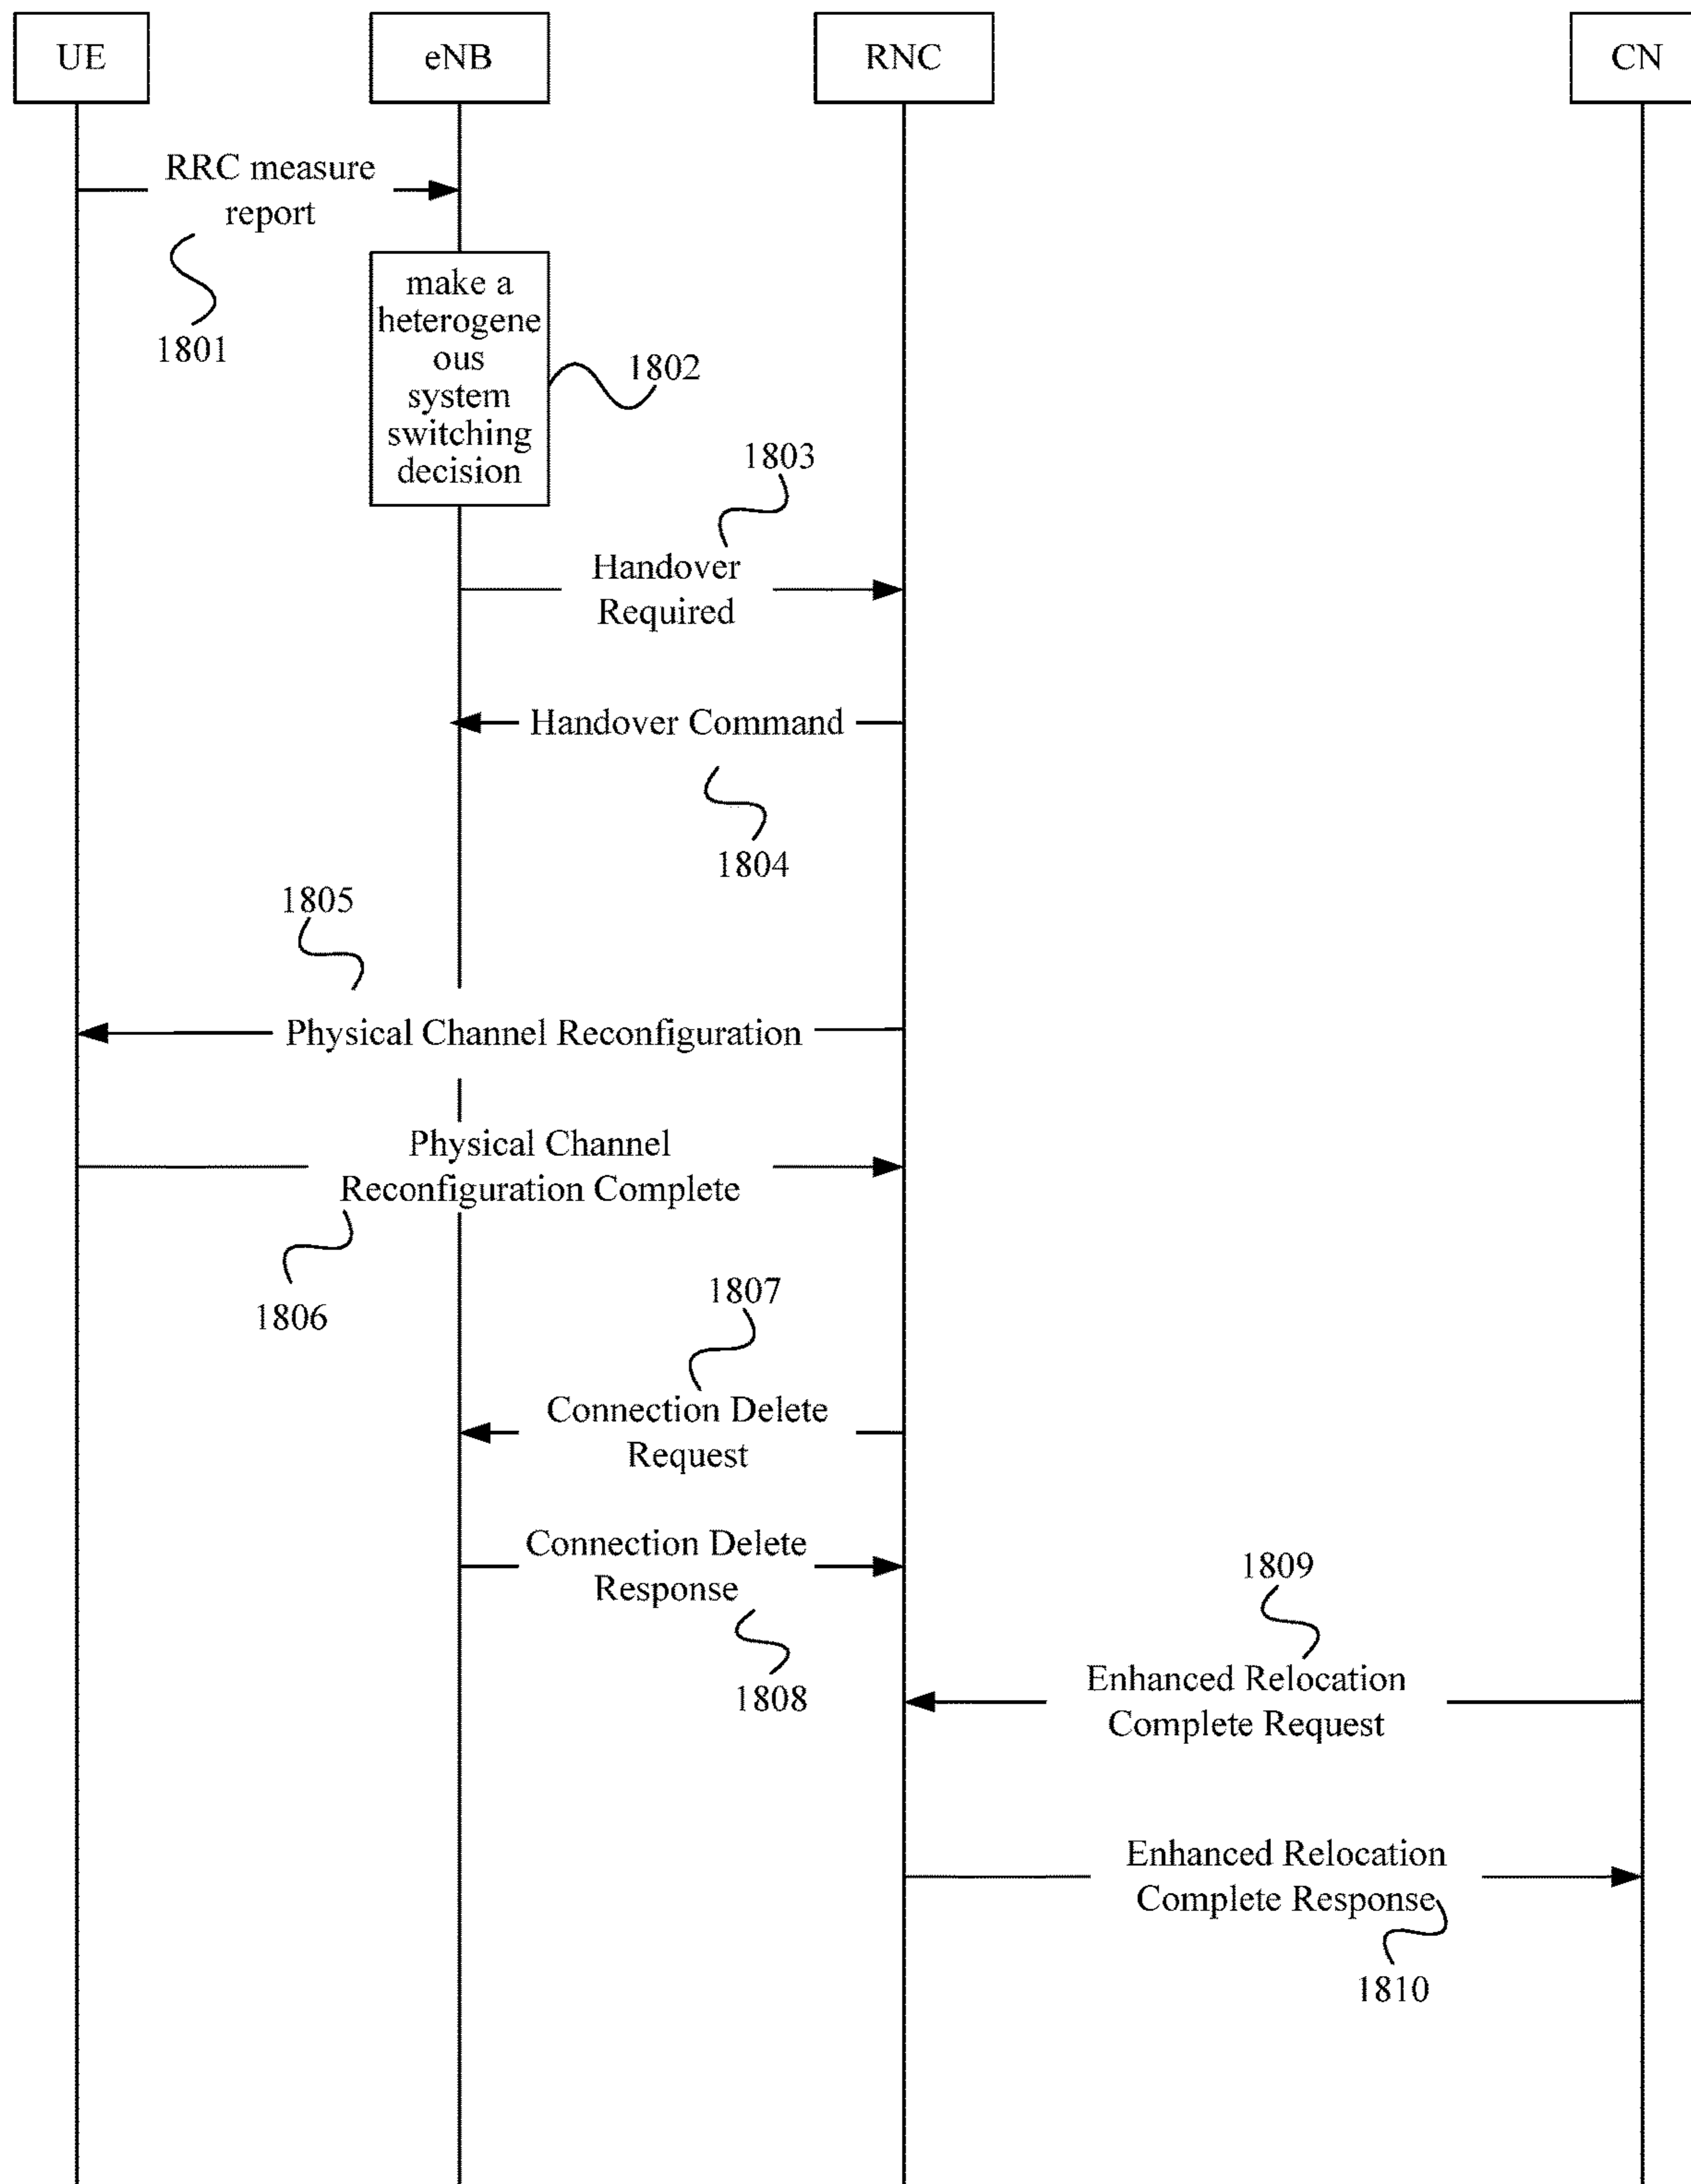 UE
eNB
RNC
CN
RRC measure
report
1801
make a
heterogene
ous
system
switching
decision
1802
1803
Handover
Required
Handover Command
1804
1805
Physical Channel Reconfiguration
Physical Channel
Reconfiguration Complete
1806
1807
Connection Delete
Request
Connection Delete
Response
1808
1809
Enhanced Relocation
Complete Request
Enhanced Relocation
Complete Response
1810